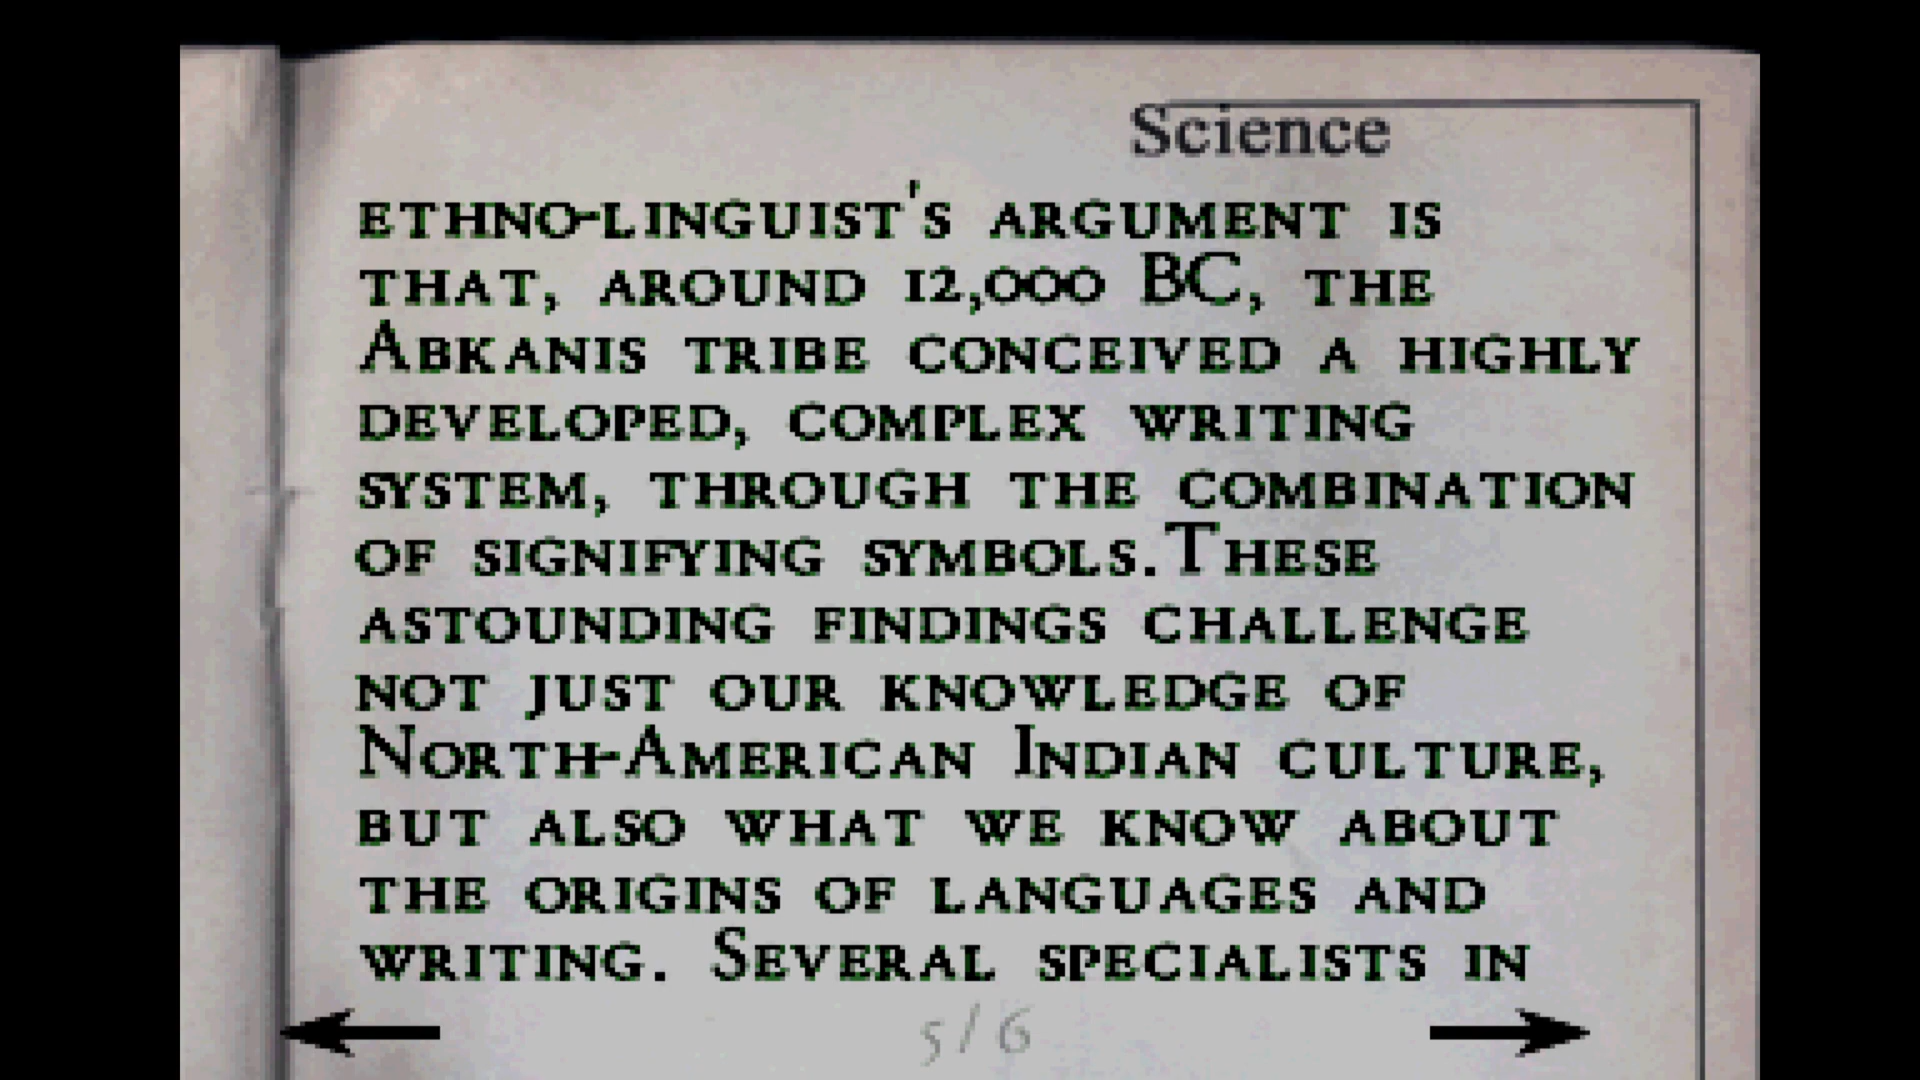 Science
ethno-linguist's argument is
that, around 12,000 BC, the
Abkanis tribe conceived a highly
developed, complex writing
system, through the combination
of signifying symbols.These
astounding findings challenge
not just our knowledge of
North-American Indian culture,
but also what we know about
the origins of languages and
writing. Several specialists in
5/6